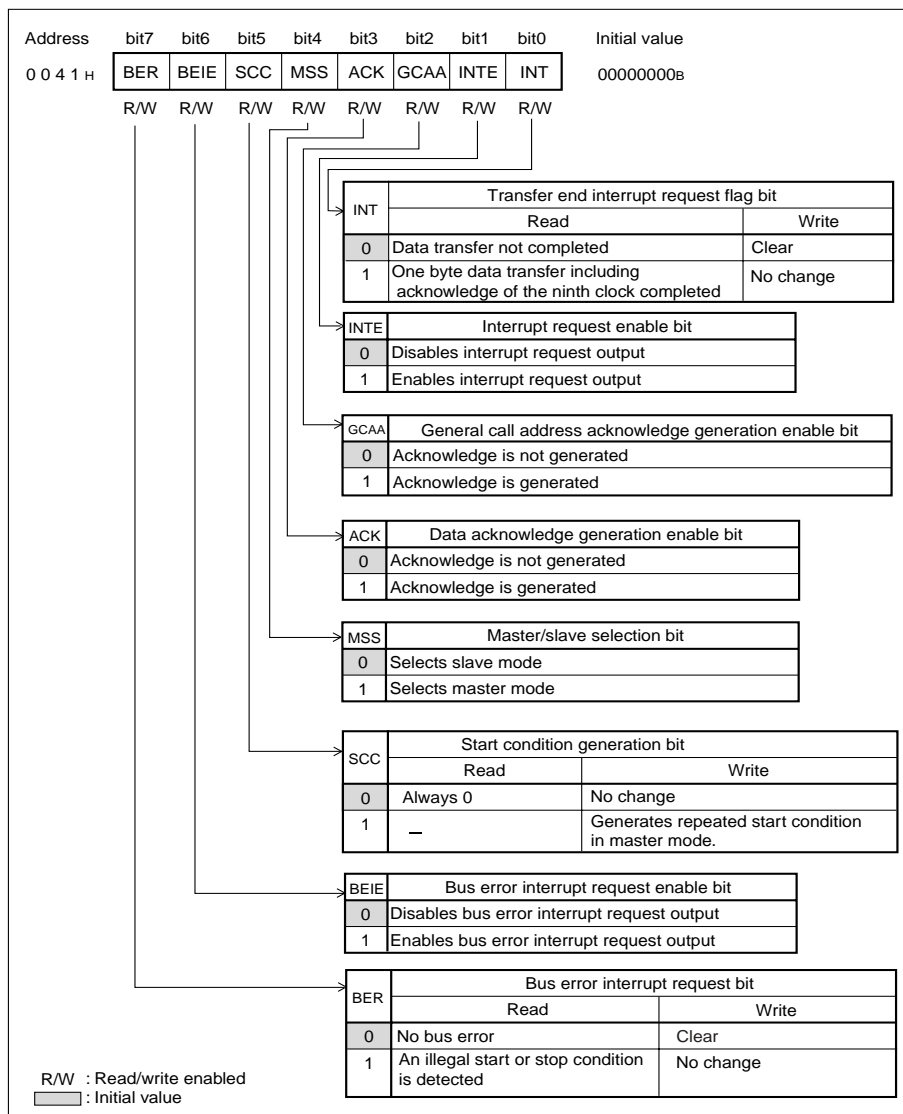 Address bit7 bit6 bit5 bit4 bit3 bit2 bit1 bit0 Initial value
0 0 4 1 H BER BEIE SCC MSS ACK GCAA INTE INT 00000000B
R/W R/W R/W R/W R/W R/W R/W R/W
INT Transfer end interrupt request flag bit
Read Write
0 Data transfer not completed Clear
1 One byte data transfer including No change
acknowledge of the ninth clock completed
INTE Interrupt request enable bit
0 Disables interrupt request output
1 Enables interrupt request output
GCAA General call address acknowledge generation enable bit
0 Acknowledge is not generated
1 Acknowledge is generated
ACK Data acknowledge generation enable bit
0 Acknowledge is not generated
1 Acknowledge is generated
MSS Master/slave selection bit
0 Selects slave mode
1 Selects master mode
SCC Start condition generation bit
Read Write
0 Always 0 No change
1 – Generates repeated start condition
in master mode.
BEIE Bus error interrupt request enable bit
0 Disables bus error interrupt request output
1 Enables bus error interrupt request output
BER Bus error interrupt request bit
Read Write
0 No bus error Clear
1 An illegal start or stop condition No change
is detected
R/W : Read/write enabled
: Initial value